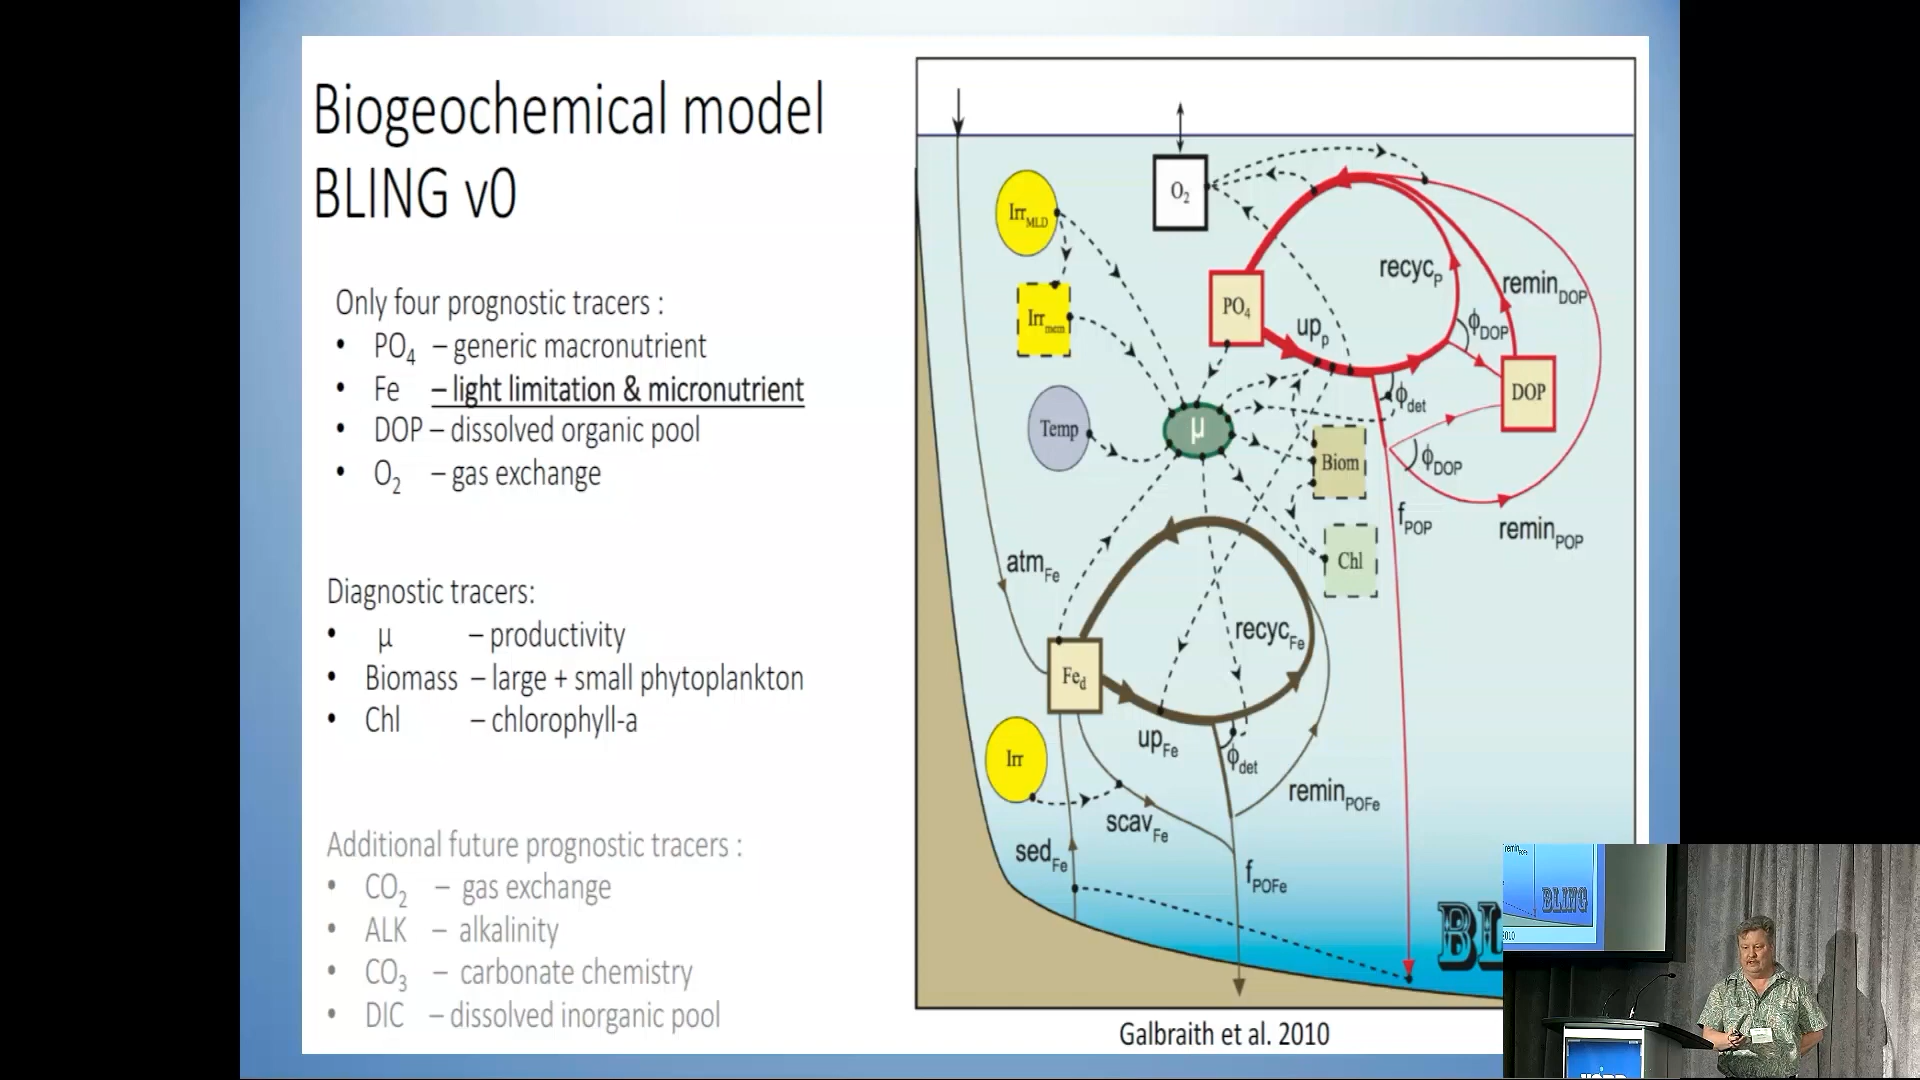 Biogeochemical model
BLING v0
Only four prognostic tracers :
• PO4 – generic macronutrient
• Fe – light limitation & micronutrient
• DOP – dissolved organic pool
• O2 – gas exchange
Diagnostic tracers:
• µ – productivity
• Biomass – large + small phytoplankton
• Chl – chlorophyll-a
Additional future prognostic tracers :
• CO2 – gas exchange
• ALK – alkalinity
• CO3 – carbonate chemistry
• DIC – dissolved inorganic pool
O2
IrrMLD
recycP
reminDOP
PO4
Irrmem
upP
ϕDOP
DOP
ϕdet
Temp
µ
Biom
ϕDOP
fPOP
reminPOP
Chl
atmFe
recycFe
Fed
upFe
ϕdet
Irr
reminPOFe
scavFe
sedFe
fPOFe
BL
Galbraith et al. 2010
reminPOFe
BLING
2010